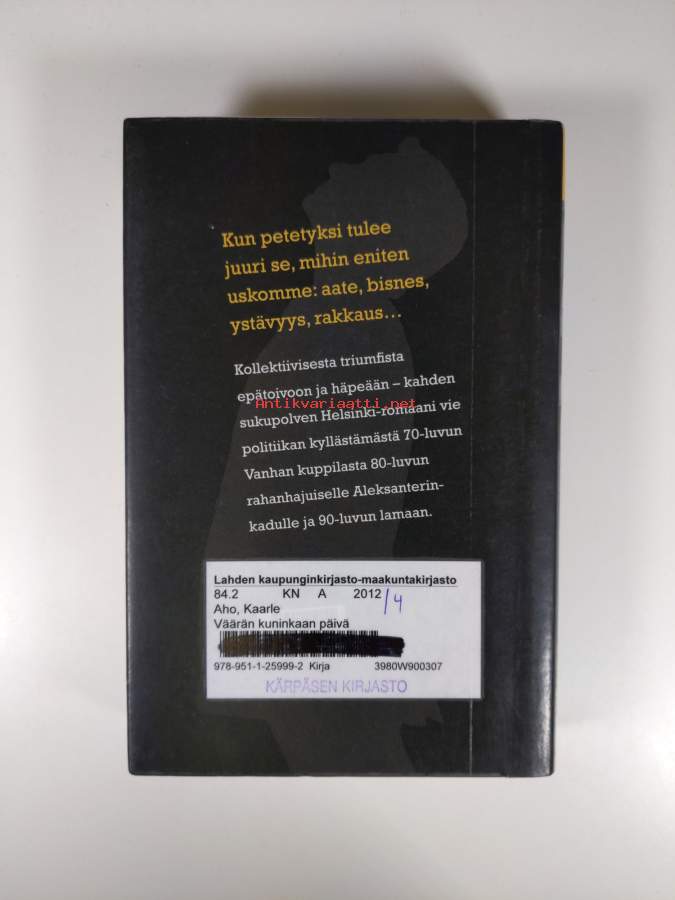 Kun petetyksi tulee
juuri se, mihin eniten
uskomme: aate, bisnes,
ystävyys, rakkaus...
Kollektiivisesta triumfista
epätoivoon ja häpeään – kahden
Antikvariaatti.net
sukupolven Helsinki-romaani vie
politiikan kyllästämästä 70-luvun
Vanhan kuppilasta 80-luvun
rahanhajuiselle Aleksanterin-
kadulle ja 90-luvun lamaan.
Lahden kaupunginkirjasto-maakuntakirjasto
84.2 KN A 2012 /4
Aho, Kaarle
Väärän kuninkaan päivä
978-951-1-25999-2 Kirja 3980W900307
KÄRPÄSEN KIRJASTO